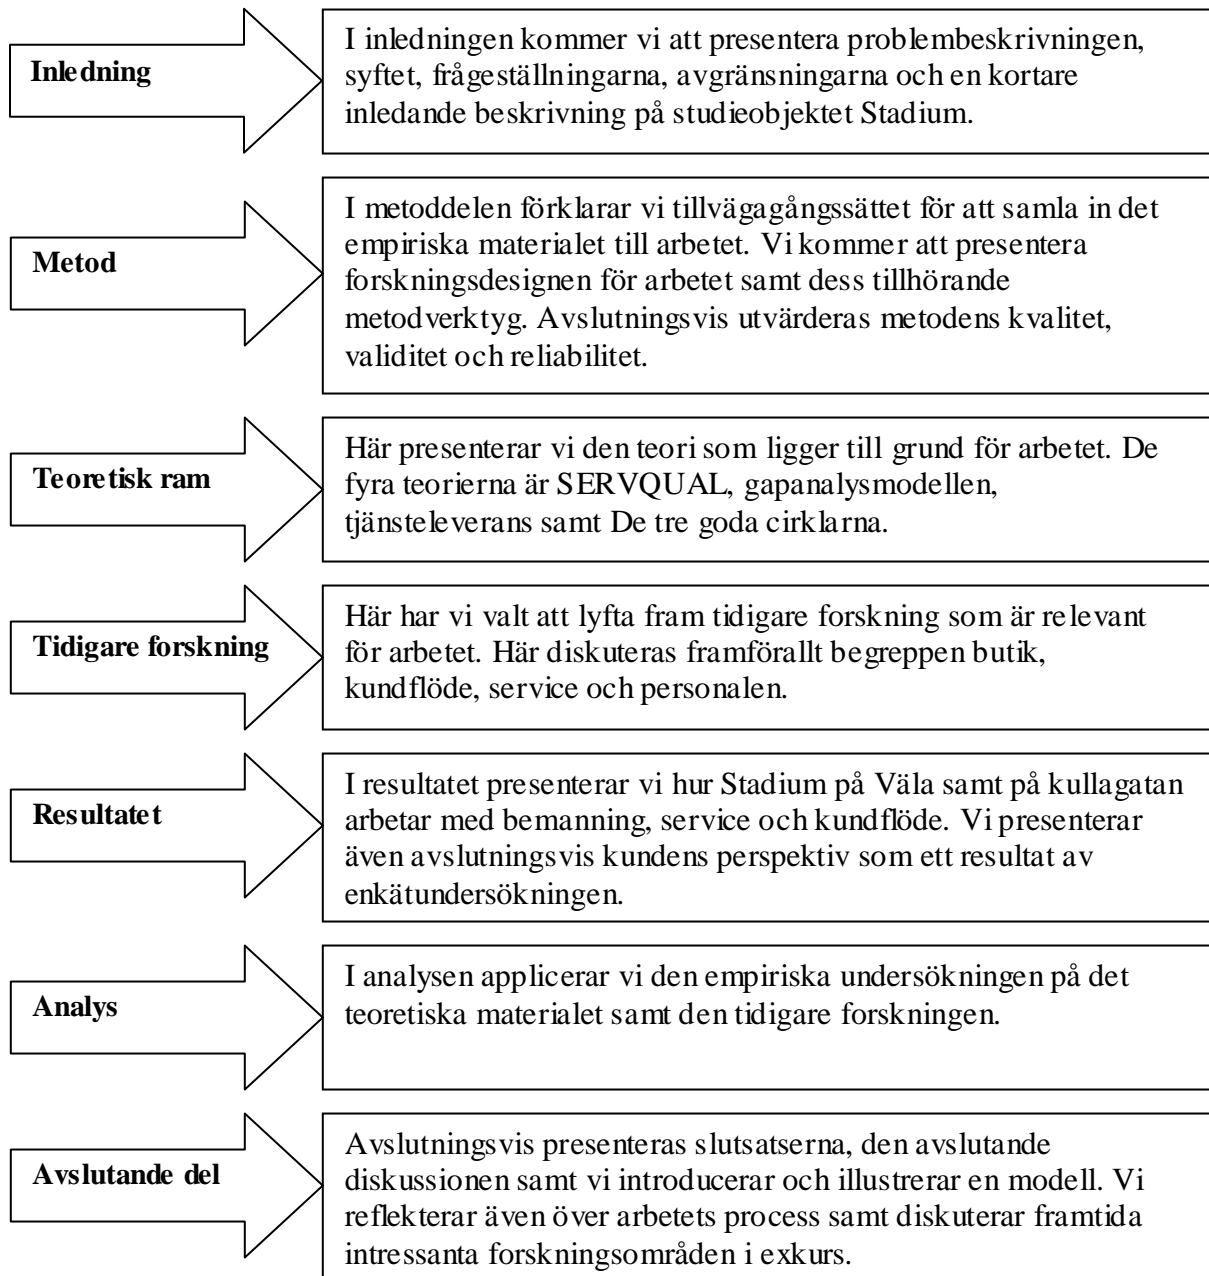 Inledning
I inledningen kommer vi att presentera problembeskrivningen,
syftet, frågeställningarna, avgränsningarna och en kortare
inledande beskrivning på studieobjektet Stadium.
Metod
I metoddelen förklarar vi tillvägagångssättet för att samla in det
empiriska materialet till arbetet. Vi kommer att presentera
forskningsdesignen för arbetet samt dess tillhörande
metodverktyg. Avslutningsvis utvärderas metodens kvalitet,
validitet och reliabilitet.
Teoretisk ram
Här presenterar vi den teori som ligger till grund för arbetet. De
fyra teorierna är SERVQUAL, gapanalysmodellen,
tjänsteleverans samt De tre goda cirklarna.
Tidigare forskning
Här har vi valt att lyfta fram tidigare forskning som är relevant
för arbetet. Här diskuteras framförallt begreppen butik,
kundflöde, service och personalen.
Resultatet
I resultatet presenterar vi hur Stadium på Väla samt på kullagatan
arbetar med bemanning, service och kundflöde. Vi presenterar
även avslutningsvis kundens perspektiv som ett resultat av
enkätundersökningen.
Analys
I analysen applicerar vi den empiriska undersökningen på det
teoretiska materialet samt den tidigare forskningen.
Avslutande del
Avslutningsvis presenteras slutsatserna, den avslutande
diskussionen samt vi introducerar och illustrerar en modell. Vi
reflekterar även över arbetets process samt diskuterar framtida
intressanta forskningsområden i exkurs.